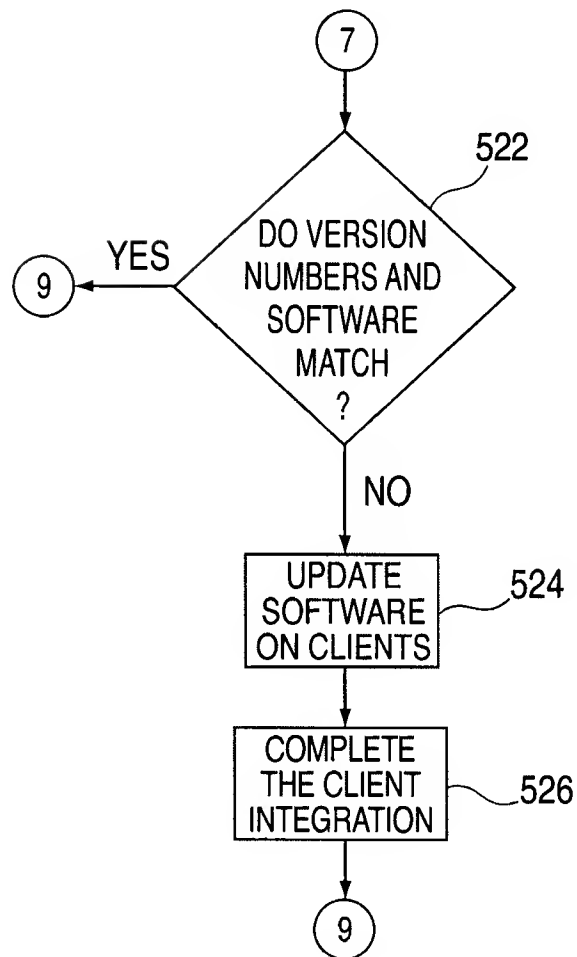 7
522
DO VERSION
NUMBERS AND
SOFTWARE
MATCH
?
YES
9
NO
UPDATE
SOFTWARE
ON CLIENTS
524
COMPLETE
THE CLIENT
INTEGRATION
526
9